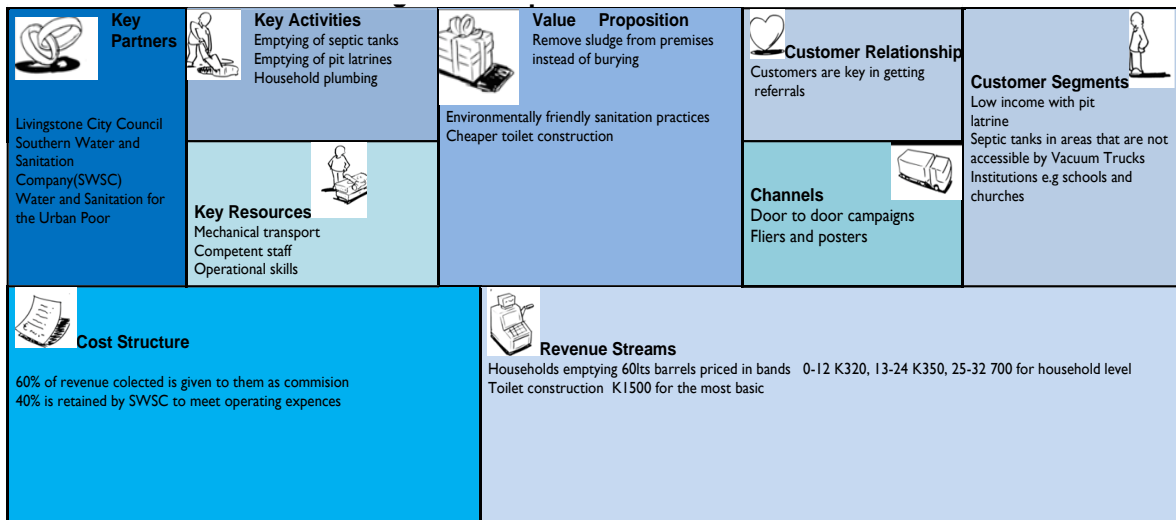 Key
Partners
Livingstone City Council
Southern Water and
Sanitation
Company(SWSC)
Water and Sanitation for
the Urban Poor
Key Activities
Emptying of septic tanks
Emptying of pit latrines
Household plumbing
Key Resources
Mechanical transport
Competent staff
Operational skills
Value Proposition
Remove sludge from premises
instead of burying
Environmentally friendly sanitation practices
Cheaper toilet construction
Customer Relationship
Customers are key in getting
referrals
Channels
Door to door campaigns
Fliers and posters
Customer Segments
Low income with pit
latrine
Septic tanks in areas that are not
accessible by Vacuum Trucks
Institutions e.g schools and
churches
Cost Structure
60% of revenue colected is given to them as commision
40% is retained by SWSC to meet operating expences
Revenue Streams
Households emptying 60lts barrels priced in bands 0-12 K320, 13-24 K350, 25-32 700 for household level
Toilet construction K1500 for the most basic